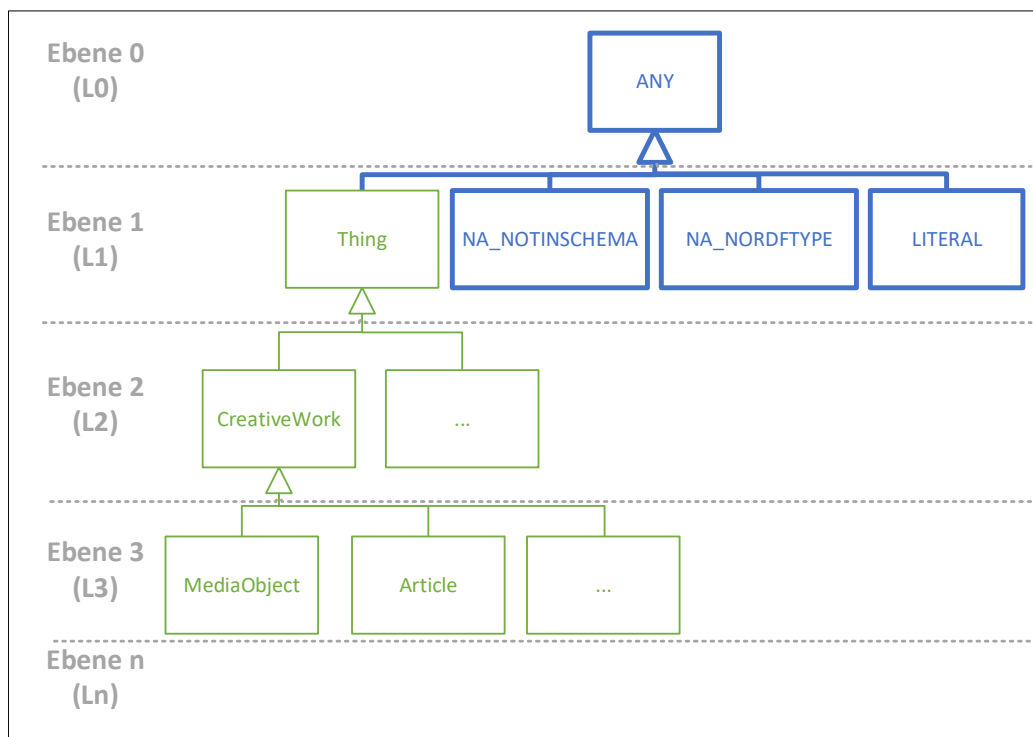 Ebene 0
(L0)
ANY
Ebene 1
(L1)
Thing
NA_NOTINSCHEMA
NA_NORDFTYPE
LITERAL
Ebene 2
(L2)
CreativeWork
...
Ebene 3
(L3)
MediaObject
Article
...
Ebene n
(Ln)